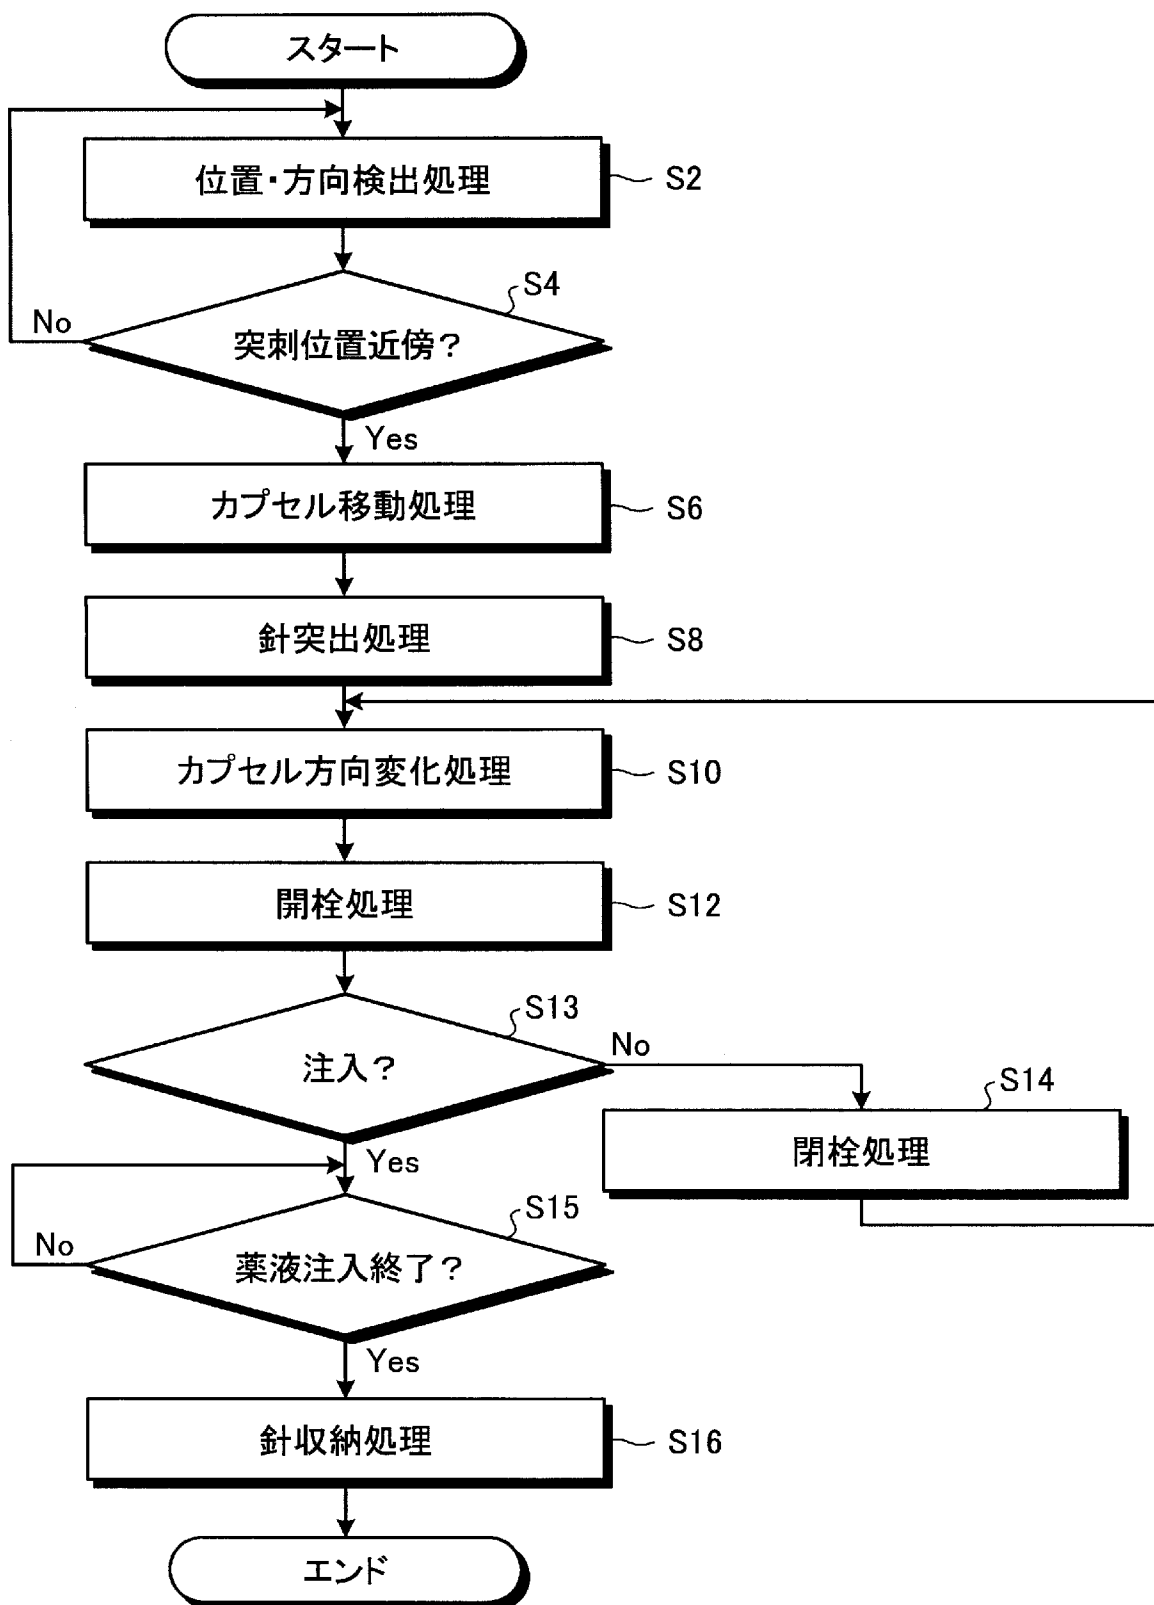 スタート
位置・方向検出処理
S2
S4
突刺位置近傍?
No
Yes
カプセル移動処理
S6
針突出処理
S8
カプセル方向変化処理
S10
開栓処理
S12
S13
注入?
No
Yes
S14
閉栓処理
S15
薬液注入終了?
No
Yes
針収納処理
S16
エンド